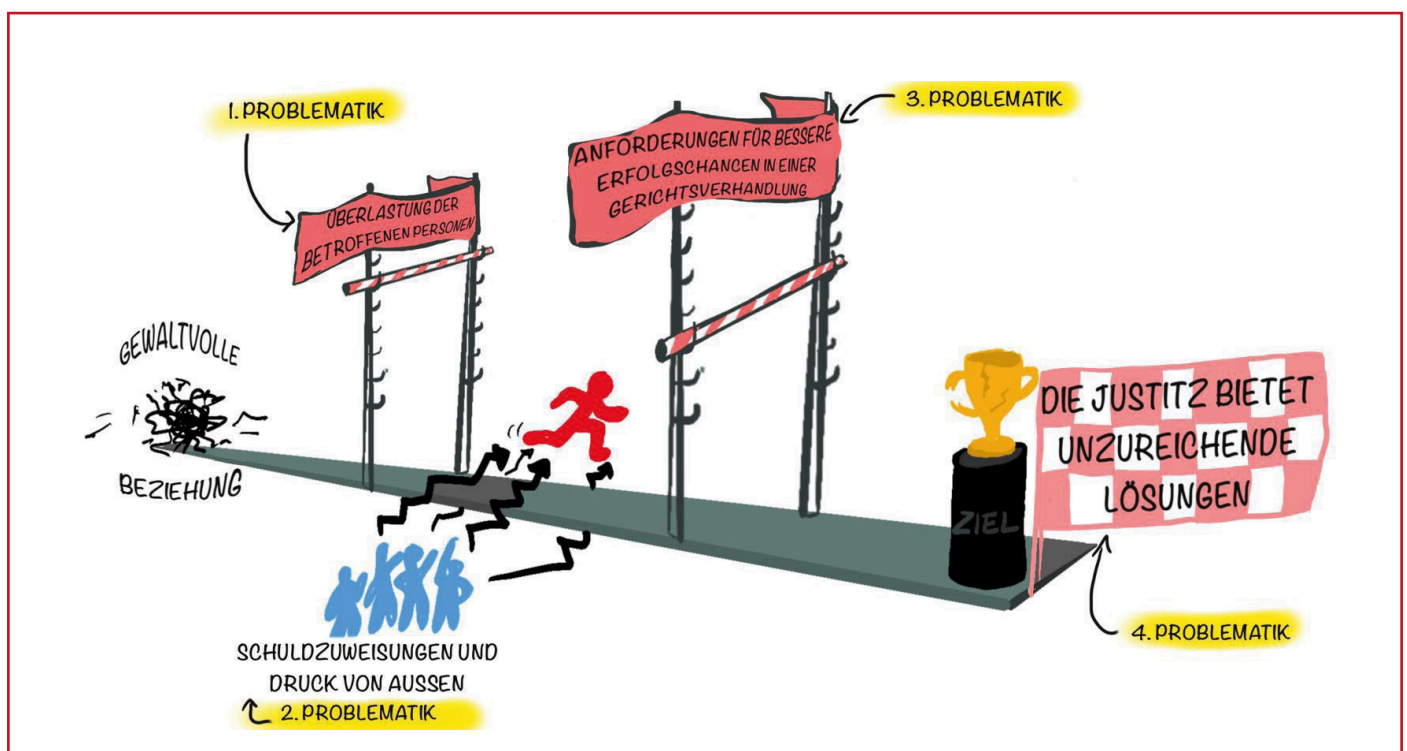 1. PROBLEMATIK
ÜBERLASTUNG DER
BETROFFENEN PERSONEN
3. PROBLEMATIK
ANFORDERUNGEN FÜR BESSERE
ERFOLGSCHANCEN IN EINER
GERICHTSVERHANDLUNG
GEWALTVOLLE
BEZIEHUNG
DIE JUSTITZ BIETET
UNZUREICHENDE
LÖSUNGEN
ZIEL
4. PROBLEMATIK
SCHULDZUWEISUNGEN UND
DRUCK VON AUSSEN
2. PROBLEMATIK